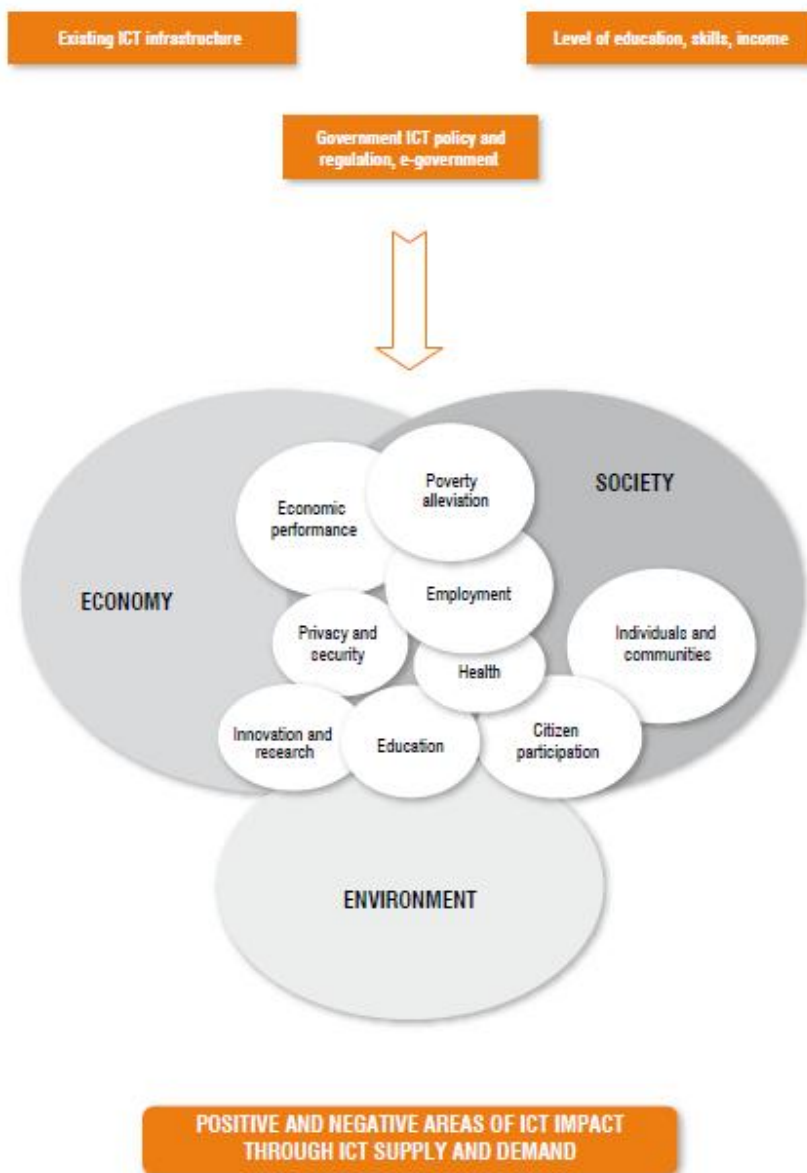 Existing ICT infrastructure
Level of education, skills, income
Government ICT policy and
regulation, e-government
Poverty
alleviation
SOCIETY
Economic
performance
ECONOMY
Employment
Privacy and
security
Individuals and
communities
Health
Innovation and
research
Education
Citizen
participation
ENVIRONMENT
POSITIVE AND NEGATIVE AREAS OF ICT IMPACT
THROUGH ICT SUPPLY AND DEMAND